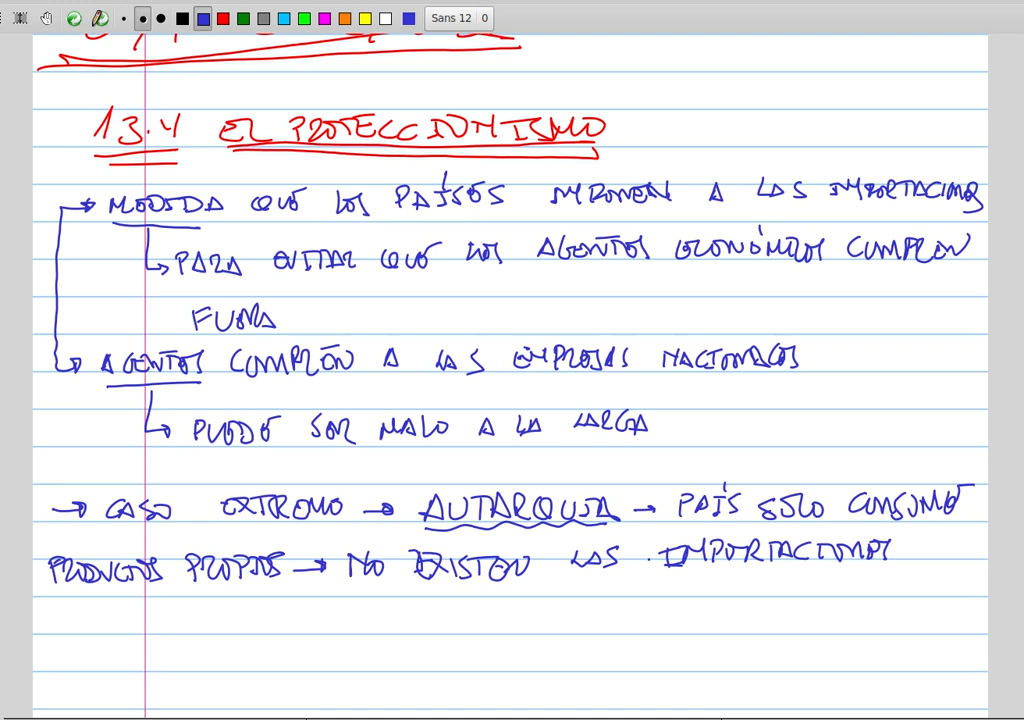 Sans 12 0
13.4 EL PROTECCIONISMO
→ MEDIDA QUE LOS PAÍSES IMPONEN A LAS IMPORTACIONES
↳ PARA EVITAR QUE LOS AGENTES ECONÓMICOS COMPREN
FUERA
→ AGENTES COMPREN A LAS EMPRESAS NACIONALES
↳ PUEDE SER MALO A LA LARGA
→ CASO EXTREMO → AUTARQUIA → PAÍS SOLO CONSUME
PRODUCTOS PROPIOS → NO EXISTEN LAS IMPORTACIONES